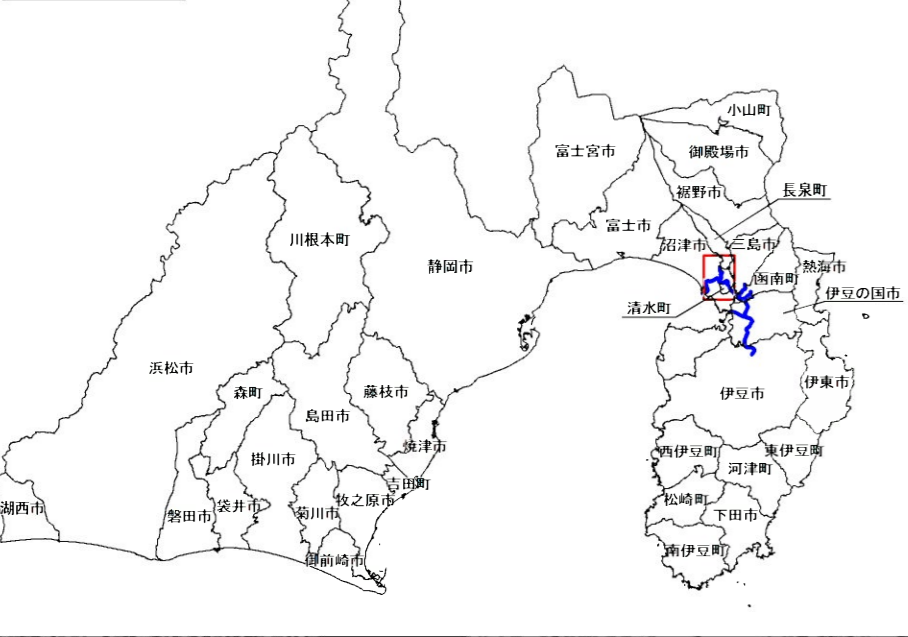 小山町
富士宮市
御殿場市
裾野市
長泉町
富士市
川根本町
沼津市
三島市
静岡市
熱海市
函南町
伊豆の国市
清水町
浜松市
森町
藤枝市
伊豆市
伊東市
島田市
焼津市
掛川市
西伊豆町
東伊豆町
河津町
吉田町
湖西市
磐田市
袋井市
菊川市
牧之原市
松崎町
下田市
御前崎市
南伊豆町